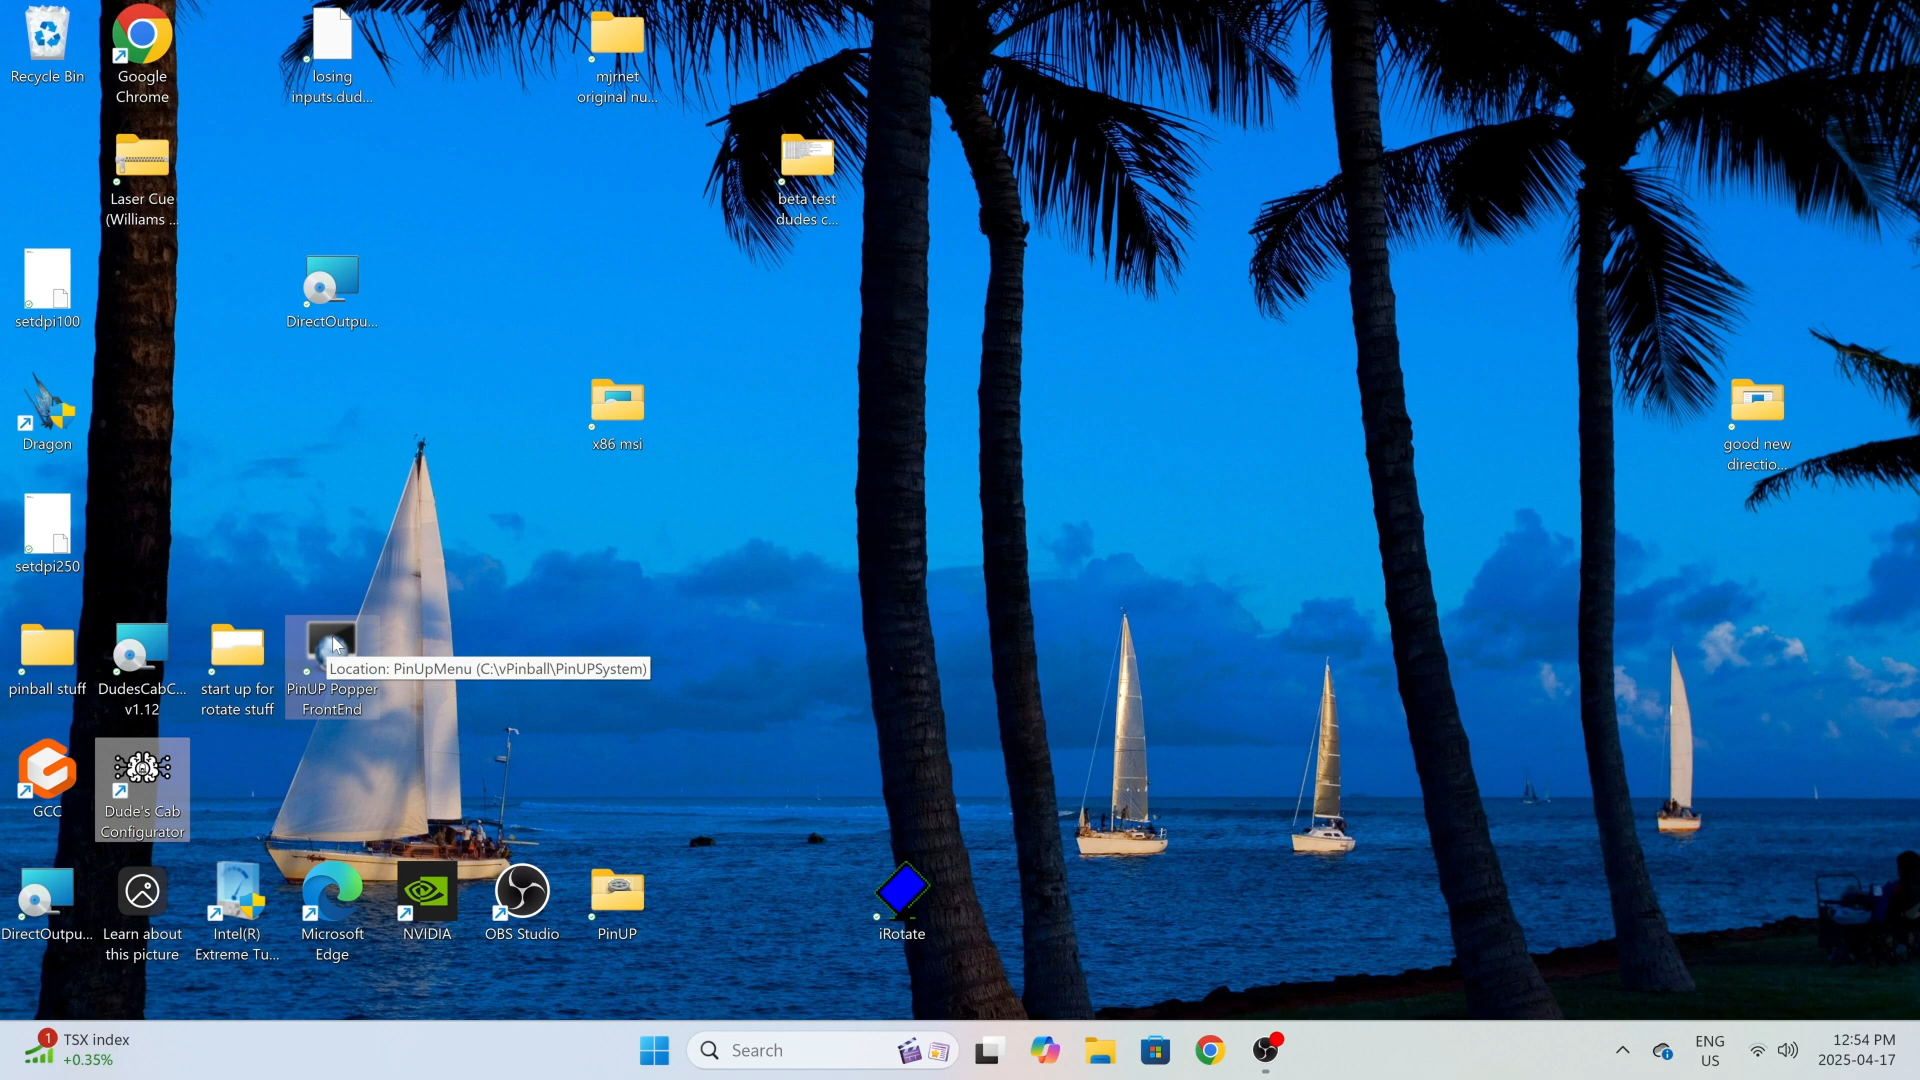 Recycle Bin
Google
Chrome
losing
inputs.dud...
mjrnet
original nu...
Laser Cue
(Williams ...
beta test
dudes c...
setdpi100
DirectOutpu...
Dragon
x86 msi
good new
directio...
setdpi250
pinball stuff
DudesCabC...
v1.12
start up for
rotate stuff
PinUP Popper
FrontEnd
Location: PinUpMenu (C:\vPinball\PinUPSystem)
GCC
Dude's Cab
Configurator
DirectOutpu...
Learn about
this picture
Intel(R)
Extreme Tu...
Microsoft
Edge
NVIDIA
OBS Studio
PinUP
iRotate
1
TSX index
+0.35%
Search
ENG
US
12:54 PM
2025-04-17